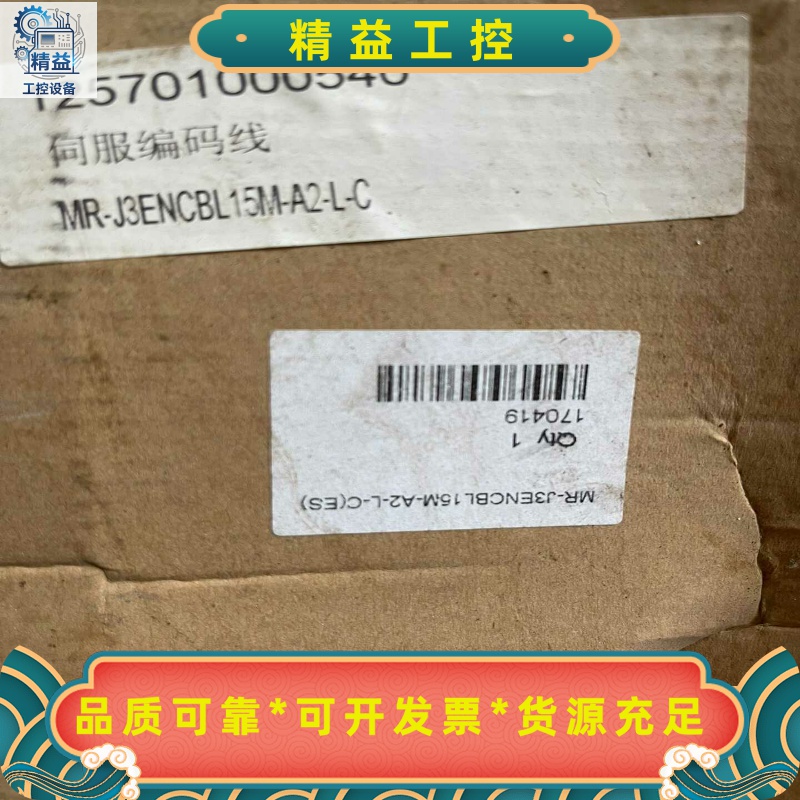 精益工控
精益
工控设备
125701000540
伺服编码线
MR-J3ENCBL15M-A2-L-C
170419
Qty 1
MR-J3ENCBL15M-A2-L-C(ES)
品质可靠*可开发票*货源充足